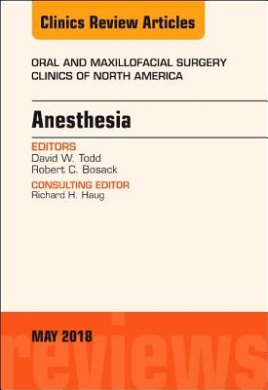 Clinics Review Articles
ORAL AND MAXILLOFACIAL SURGERY
CLINICS OF NORTH AMERICA
Anesthesia
EDITORS
David W. Todd
Robert C. Bosack
CONSULTING EDITOR
Richard H. Haug
MAY 2018
reviews